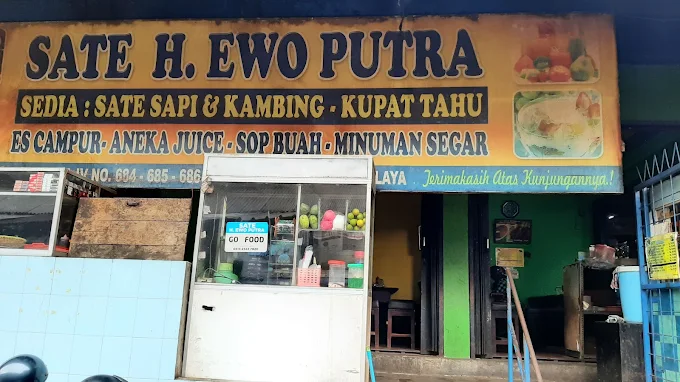 SATE H. EWO PUTRA
SEDIA : SATE SAPI & KAMBING - KUPAT TAHU
ES CAMPUR - ANEKA JUICE - SOP BUAH - MINUMAN SEGAR
NO. 684 - 685 - 686
LAYA
Terimakasih Atas Kunjungannya!
SATE
H. EWO PUTRA
GO FOOD